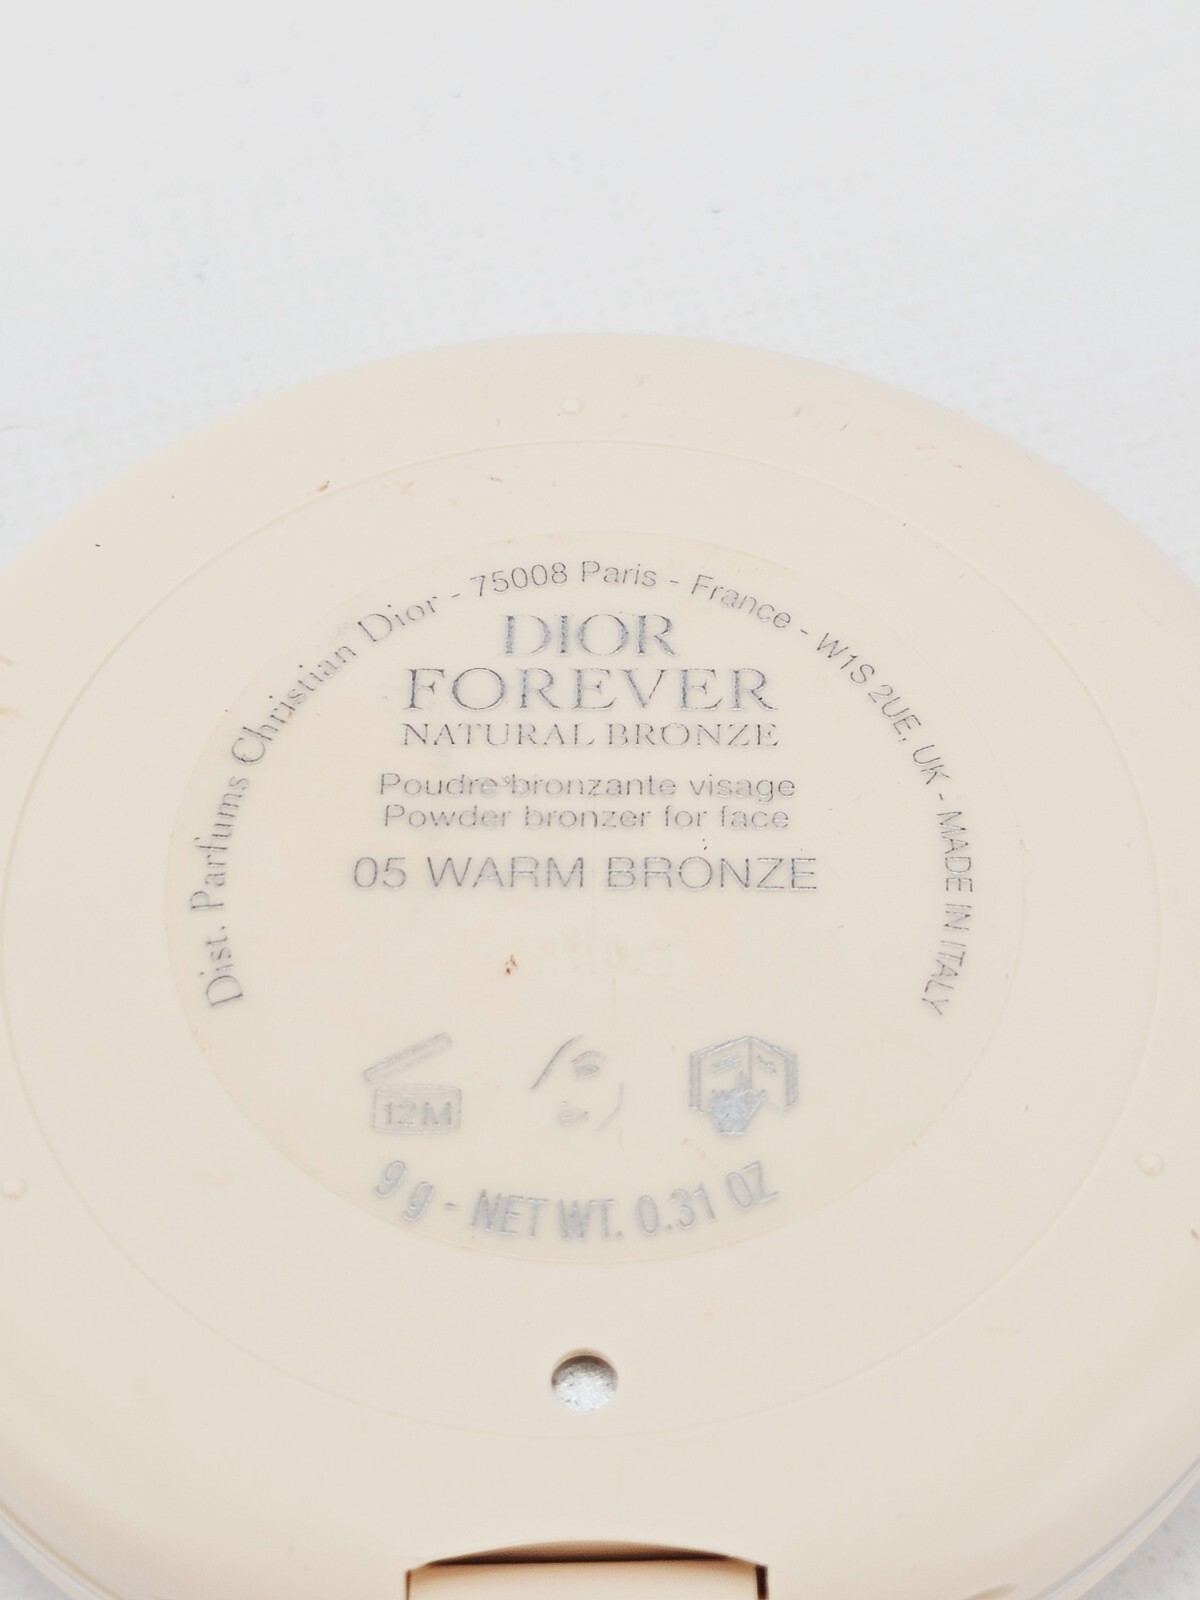 Dist. Parfums Christian Dior - 75008 Paris - France - W1S 2UE, UK - MADE IN ITALY
DIOR
FOREVER
NATURAL BRONZE
Poudre bronzante visage
Powder bronzer for face
05 WARM BRONZE
12M
9 g - NET WT. 0.31 OZ